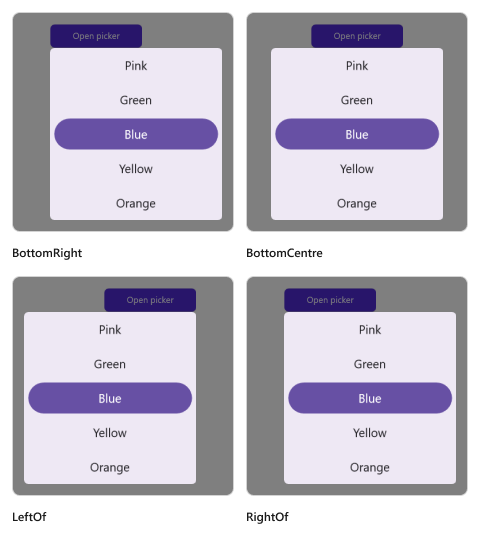 Open picker
Pink
Green
Blue
Yellow
Orange
BottomRight
Open picker
Pink
Green
Blue
Yellow
Orange
BottomCentre
Open picker
Pink
Green
Blue
Yellow
Orange
LeftOf
Open picker
Pink
Green
Blue
Yellow
Orange
RightOf